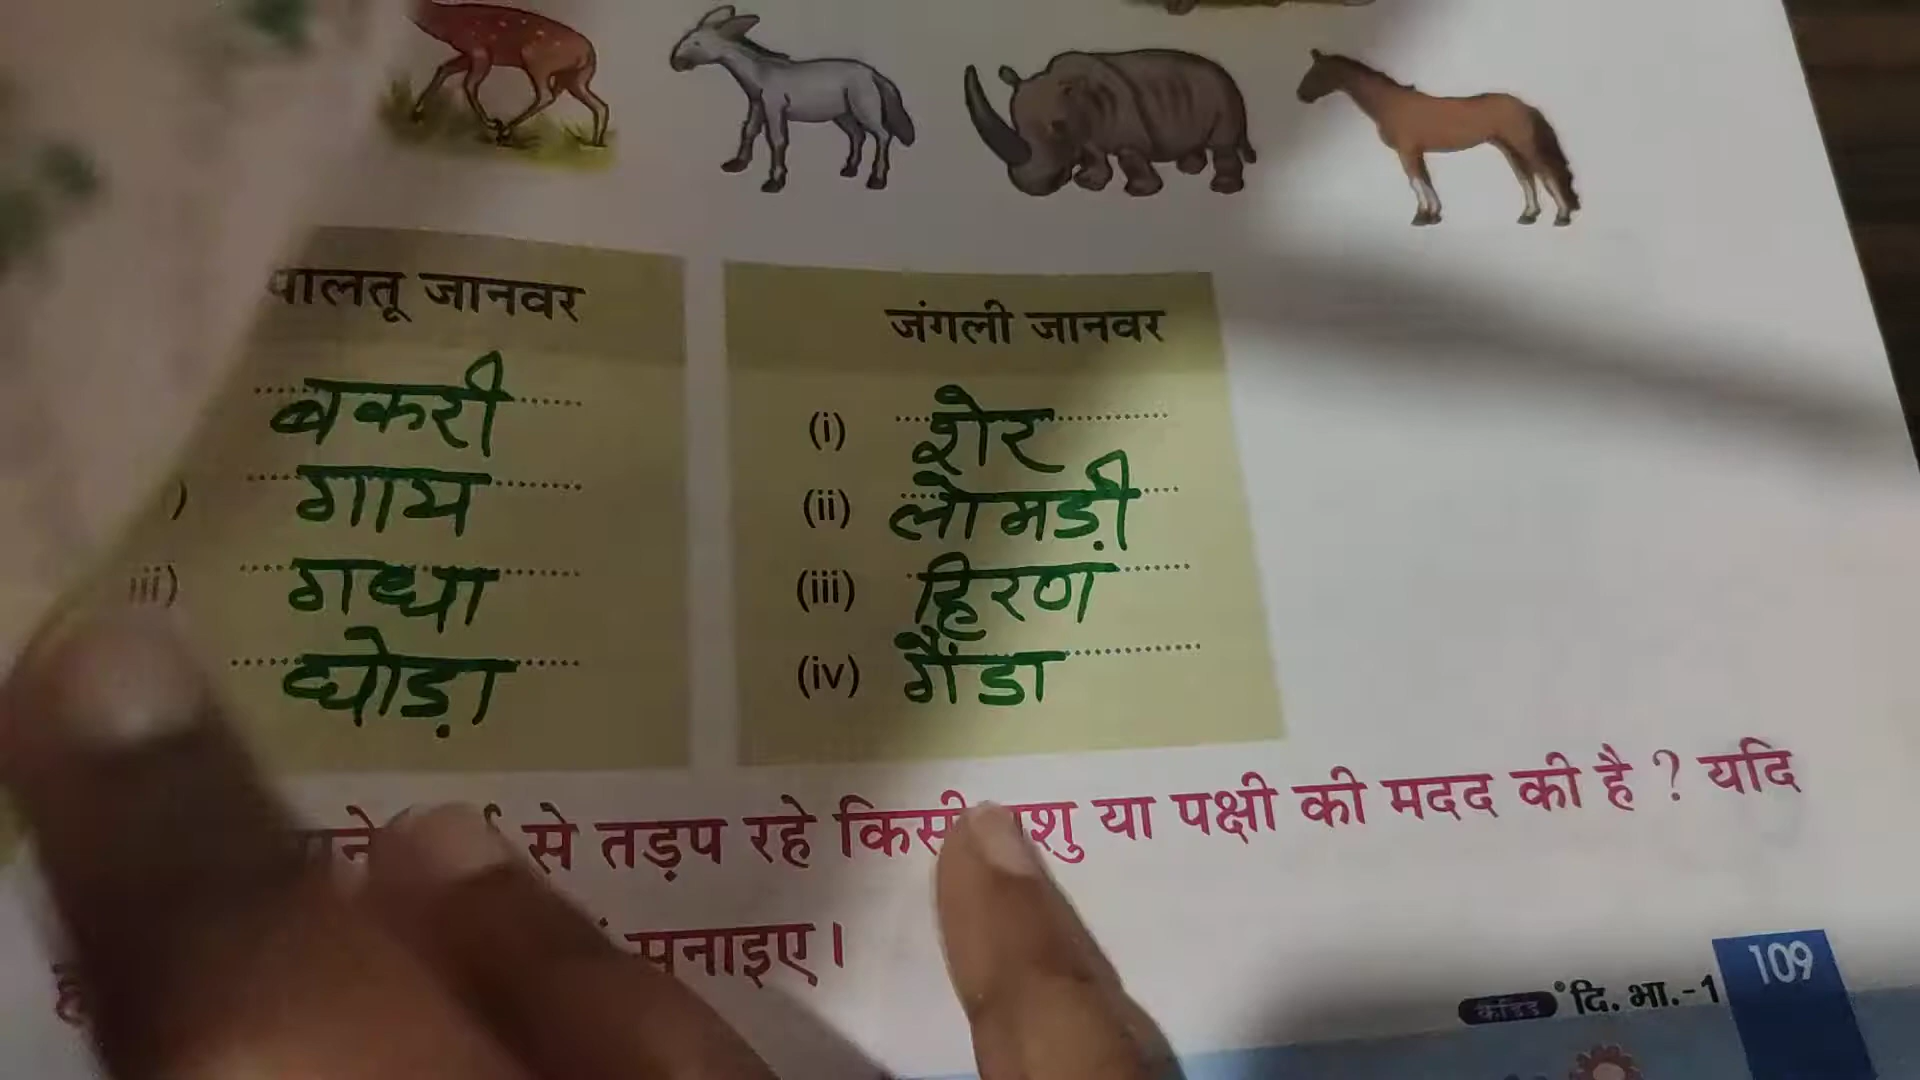 पालतू जानवर
बकरी
गाय
iii) गधा
घोड़ा
जंगली जानवर
(i) शेर
(ii) लोमड़ी
(iii) हिरण
(iv) गैंडा
से तड़प रहे किसी पशु या पक्षी की मदद की है ? यदि
सुनाइए।
दि. भा.-1
109